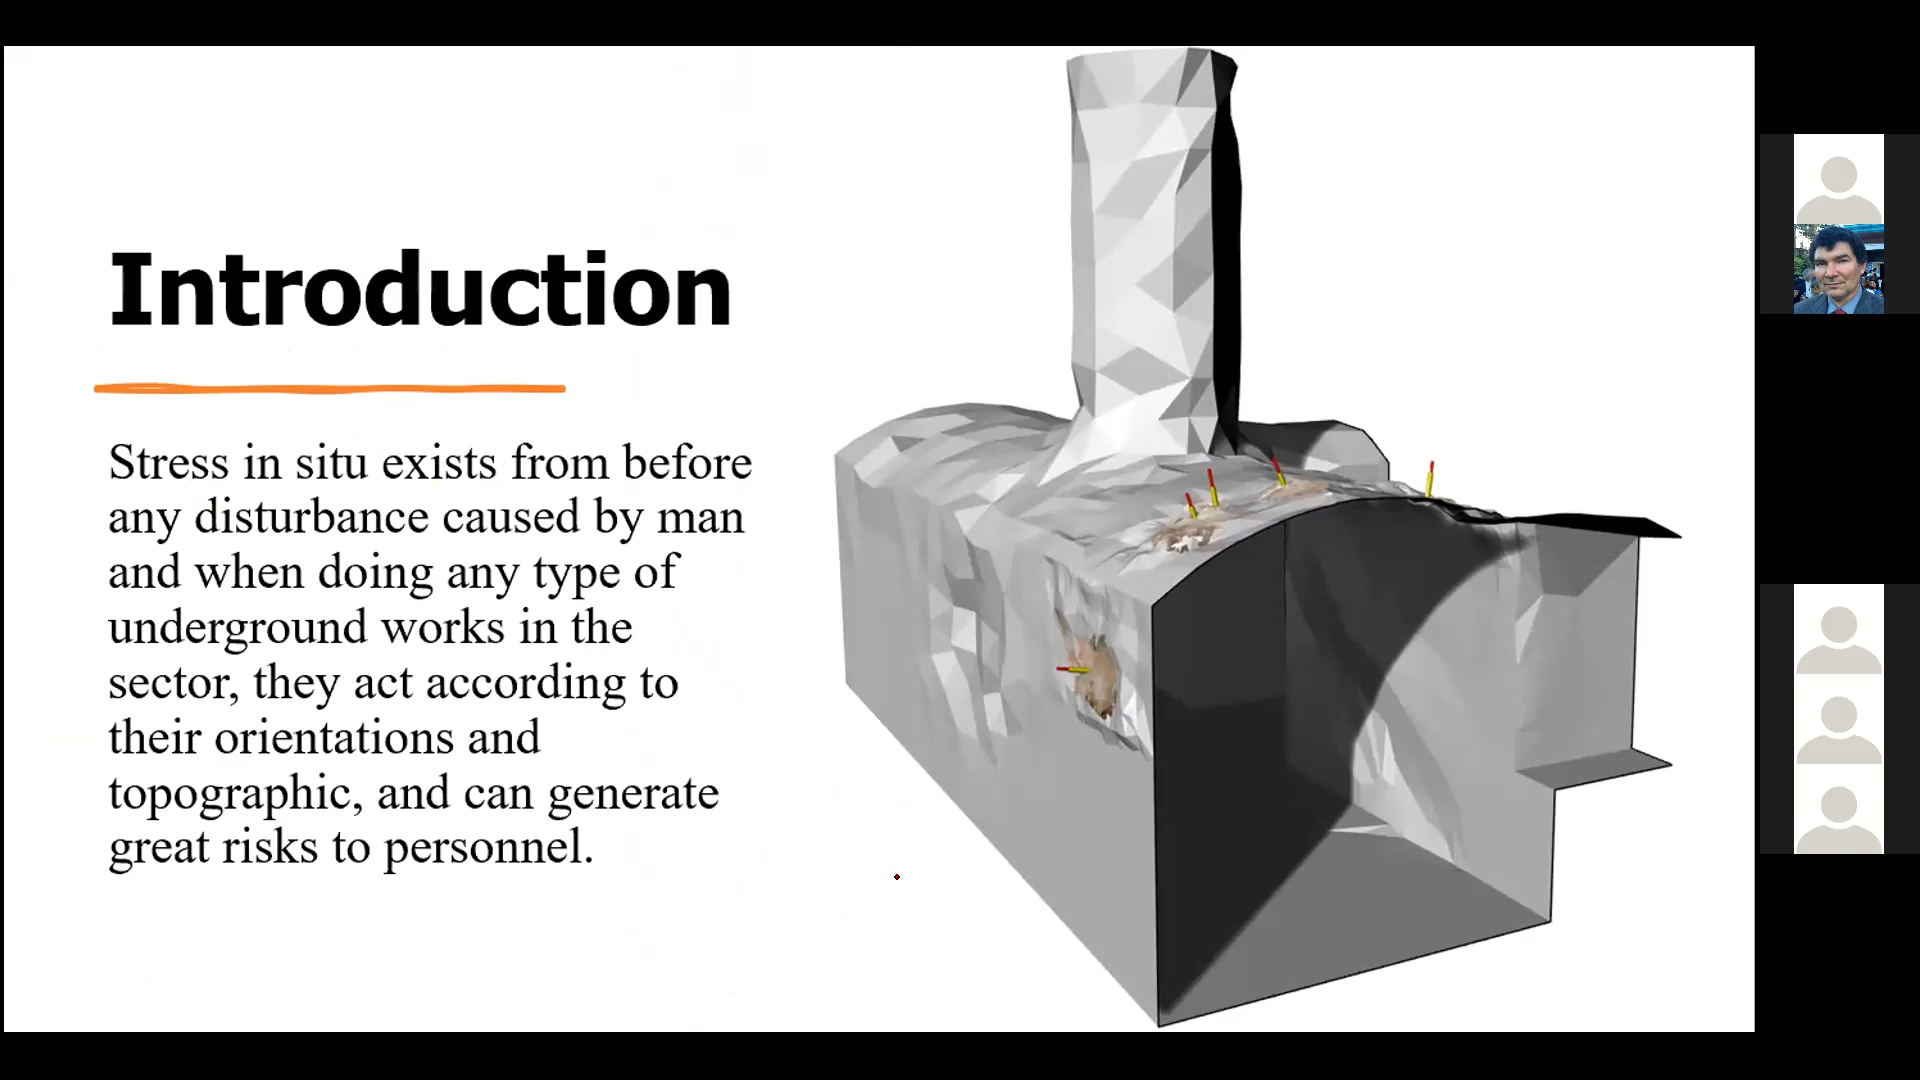 Introduction
Stress in situ exists from before
any disturbance caused by man
and when doing any type of
underground works in the
sector, they act according to
their orientations and
topographic, and can generate
great risks to personnel.